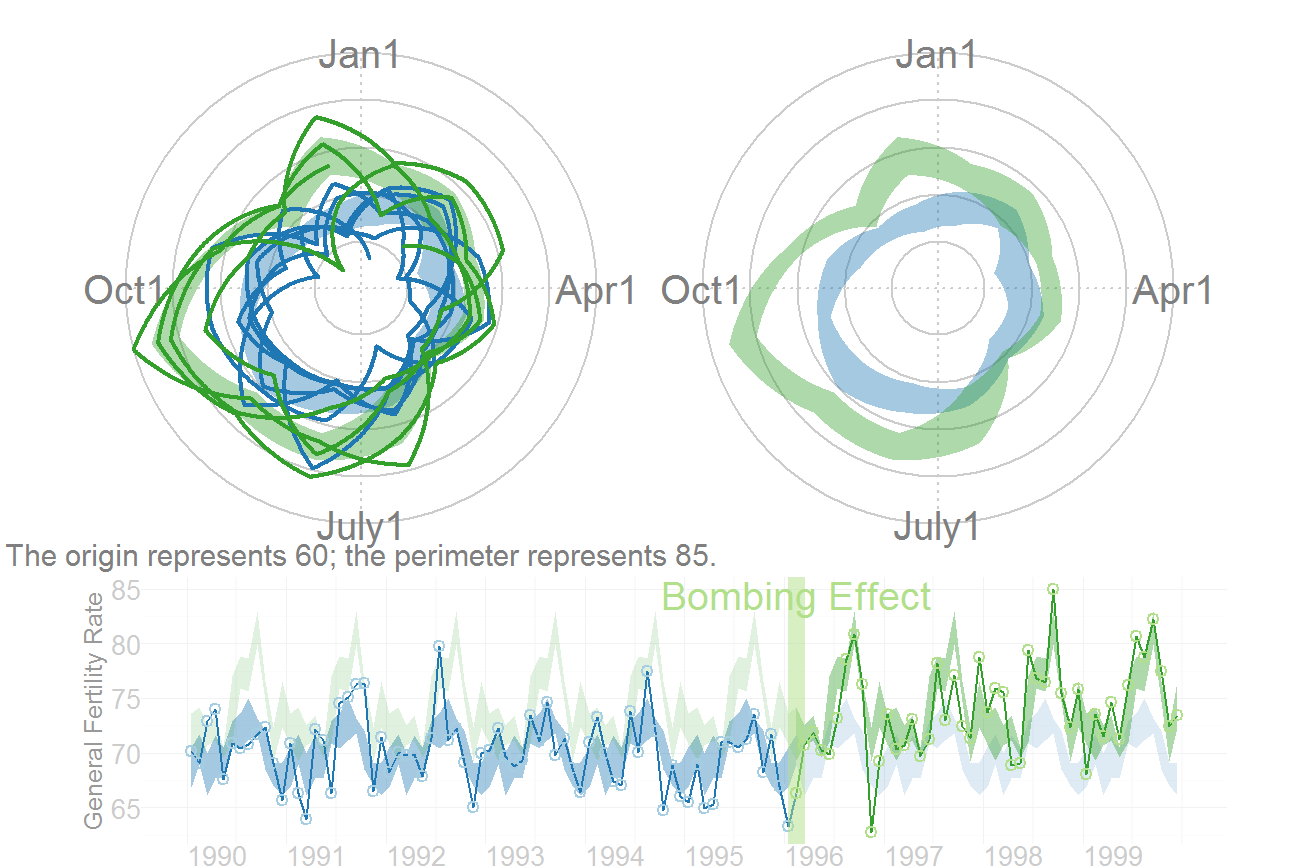 Jan1
Jan1
Oct1
Apr1
Oct1
Apr1
July1
July1
The origin represents 60; the perimeter represents 85.
Bombing Effect
General Fertility Rate
85
80
75
70
65
1990
1991
1992
1993
1994
1995
1996
1997
1998
1999